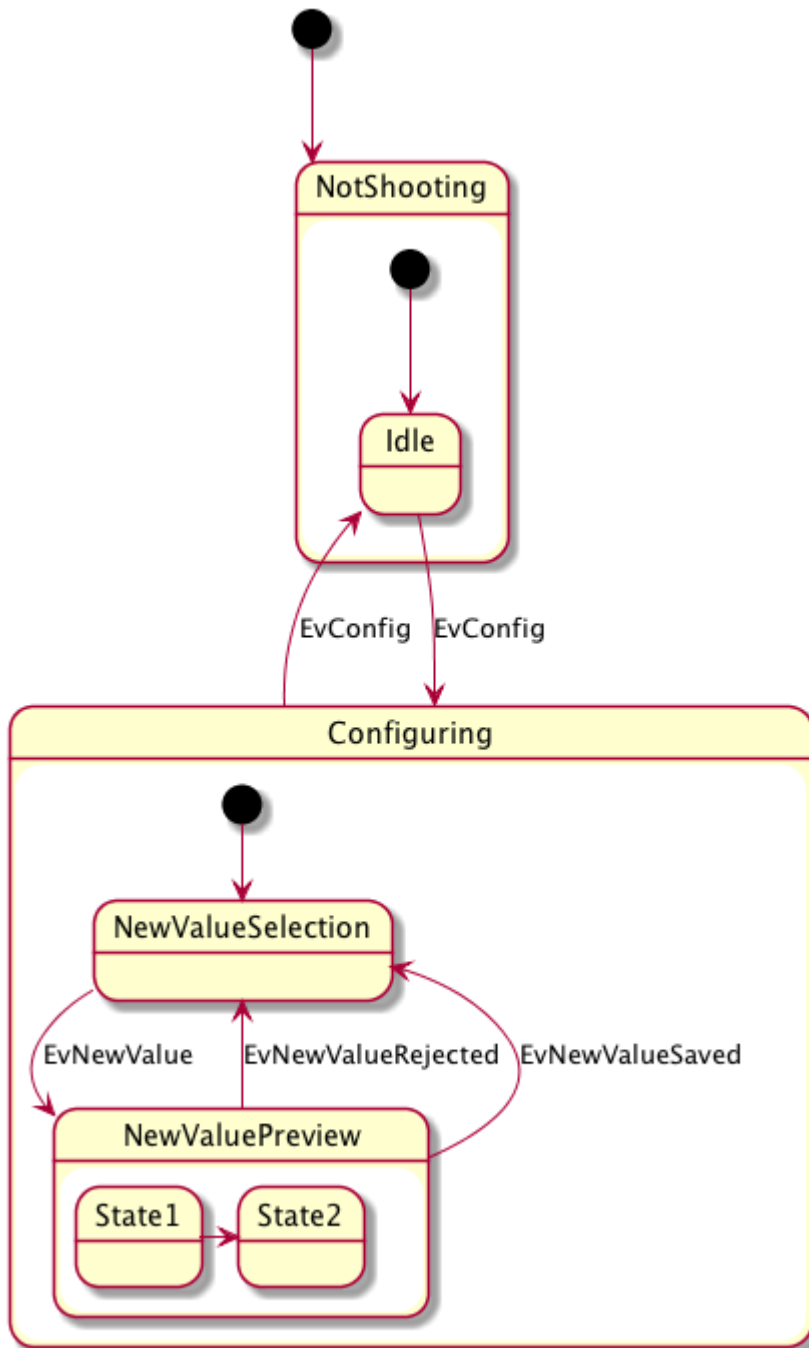 NotShooting
Idle
EvConfig
EvConfig
Configuring
NewValueSelection
EvNewValue
EvNewValueRejected
EvNewValueSaved
NewValuePreview
State1
State2